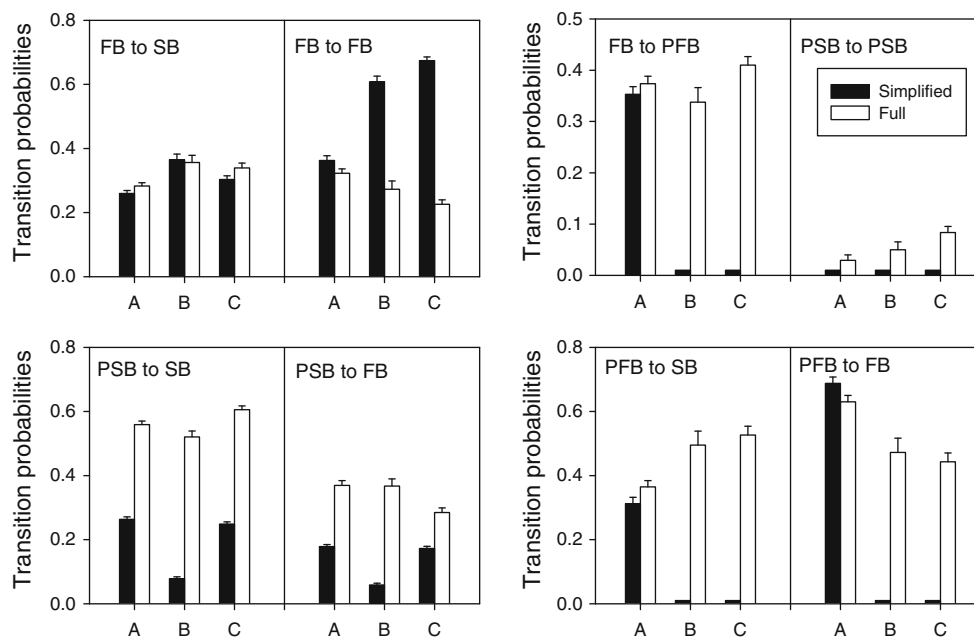 Transition probabilities
0.8
0.6
0.4
0.2
0.0
FB to SB
FB to FB
A B C A B C
Transition probabilities
0.5
0.4
0.3
0.2
0.1
0.0
FB to PFB
PSB to PSB
Simplified
Full
A B C A B C
Transition probabilities
0.8
0.6
0.4
0.2
0.0
PSB to SB
PSB to FB
A B C A B C
Transition probabilities
0.8
0.6
0.4
0.2
0.0
PFB to SB
PFB to FB
A B C A B C